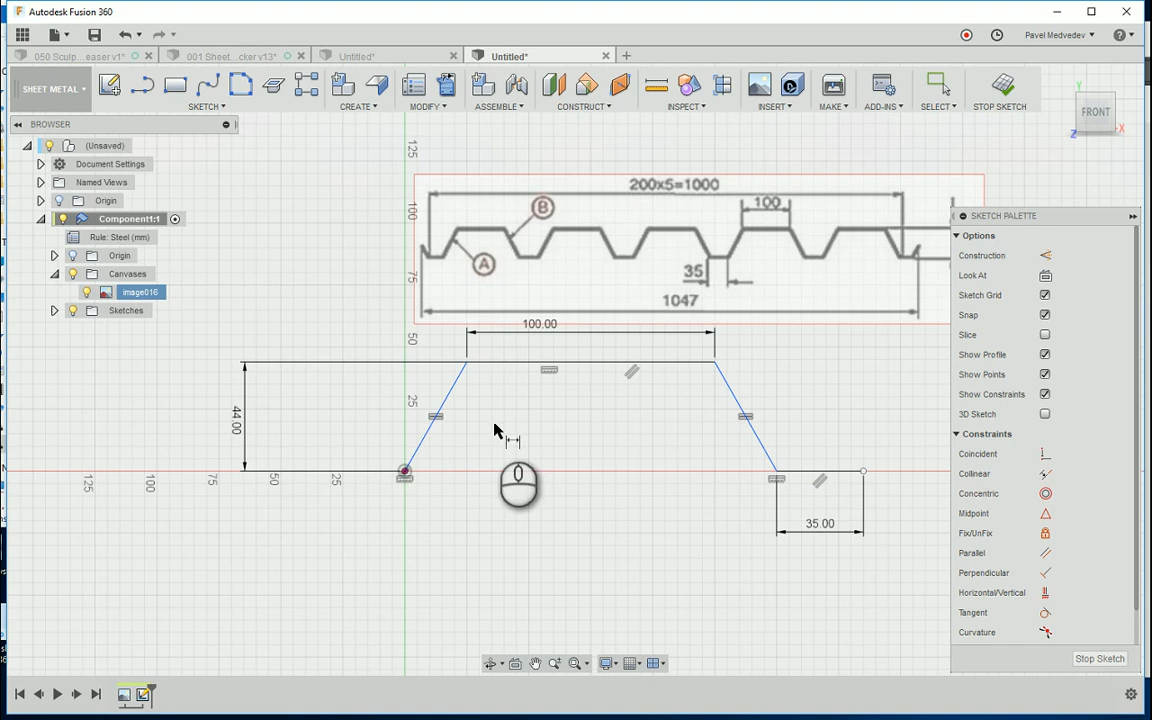 Autodesk Fusion 360
Pavel Medvedev
050 Sculp...easer v1*
001 Sheet...cker v13*
Untitled*
Untitled*
SHEET METAL
SKETCH
CREATE
MODIFY
ASSEMBLE
CONSTRUCT
INSPECT
INSERT
MAKE
ADD-INS
SELECT
STOP SKETCH
FRONT
Y
Z
X
BROWSER
(Unsaved)
Document Settings
Named Views
Origin
Component1:1
Rule: Steel (mm)
Origin
Canvases
image016
Sketches
125
100
75
50
25
200x5=1000
B
100
A
35
1047
100.00
44.00
125
100
75
50
25
35.00
SKETCH PALETTE
Options
Construction
Look At
Sketch Grid
Snap
Slice
Show Profile
Show Points
Show Constraints
3D Sketch
Constraints
Coincident
Collinear
Concentric
Midpoint
Fix/UnFix
Parallel
Perpendicular
Horizontal/Vertical
Tangent
Curvature
Stop Sketch